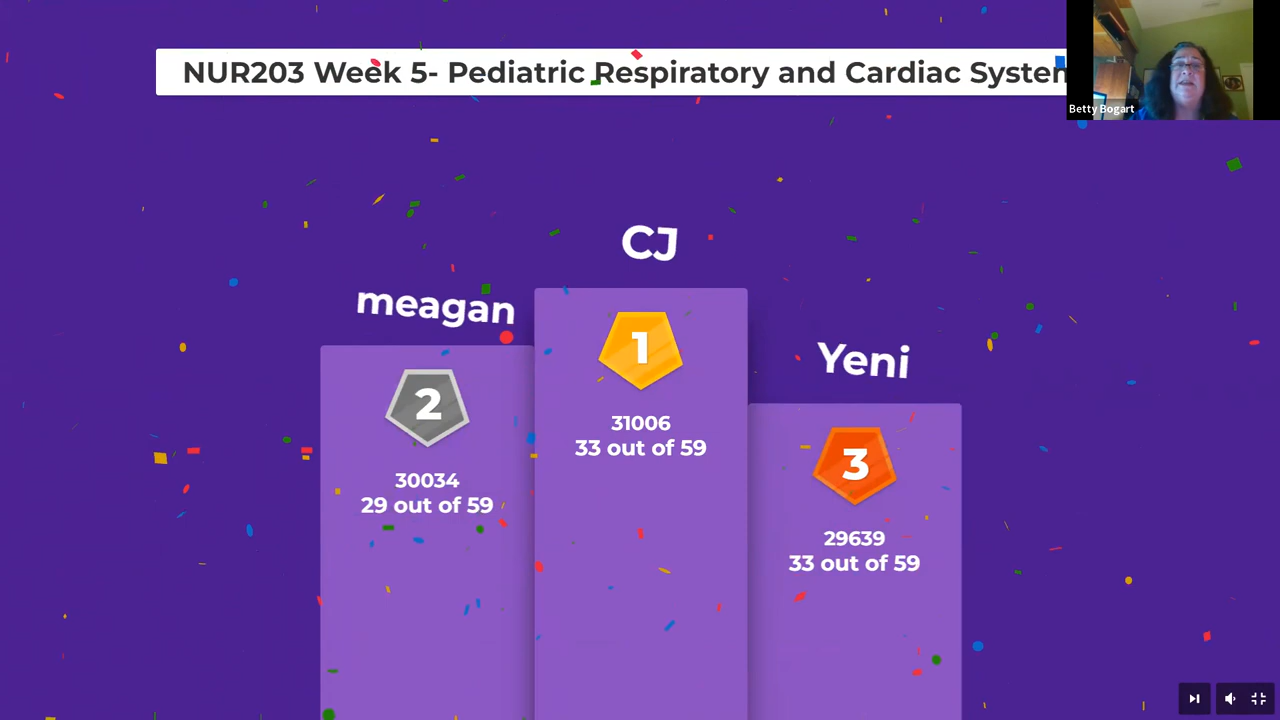 NUR203 Week 5- Pediatric Respiratory and Cardiac System
Betty Bogart
CJ
meagan
Yeni
1
31006
33 out of 59
2
30034
29 out of 59
3
29639
33 out of 59